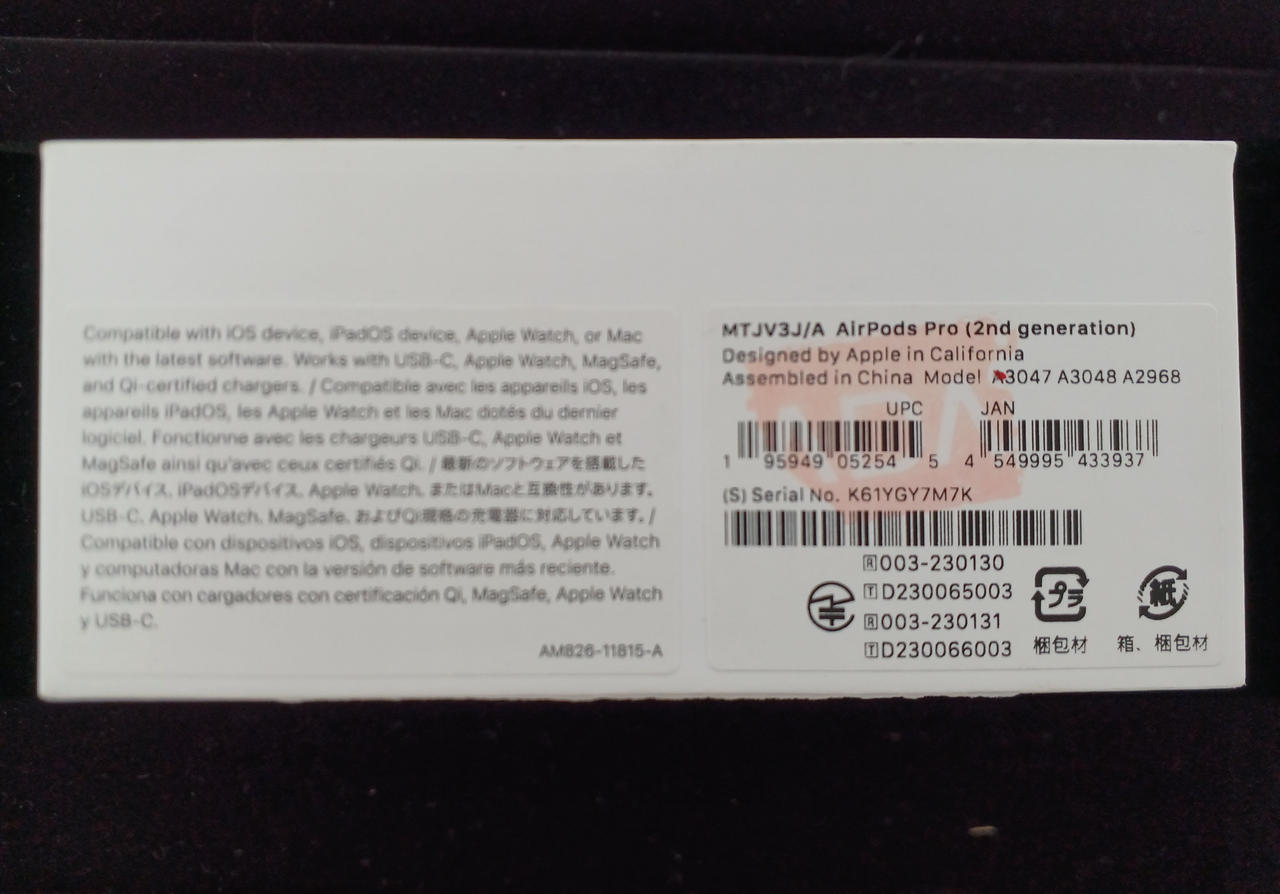 Compatible with iOS device, iPadOS device, Apple Watch, or Mac
with the latest software. Works with USB-C, Apple Watch, MagSafe,
and Qi-certified chargers. / Compatible avec les appareils iOS, les
appareils iPadOS, les Apple Watch et les Mac dotés du dernier
logiciel. Fonctionne avec les chargeurs USB-C, Apple Watch et
MagSafe ainsi qu'avec ceux certifiés Qi. / 最新のソフトウェアを搭載した
iOSデバイス、iPadOSデバイス、Apple Watch、またはMacと互換性があります。
USB-C、Apple Watch、MagSafe、およびQi規格の充電器に対応しています。/
Compatible con dispositivos iOS, dispositivos iPadOS, Apple Watch
y computadoras Mac con la versión de software más reciente.
Funciona con cargadores con certificación Qi, MagSafe, Apple Watch
y USB-C.
AM826-11815-A
MTJV3J/A AirPods Pro (2nd generation)
Designed by Apple in California
Assembled in China Model A3047 A3048 A2968
UPC JAN
1 95949 05254 5 4 549995 433937
(S) Serial No. K61YGY7M7K
R 003-230130
T D230065003
R 003-230131
T D230066003
プラ
梱包材
紙
箱、梱包材